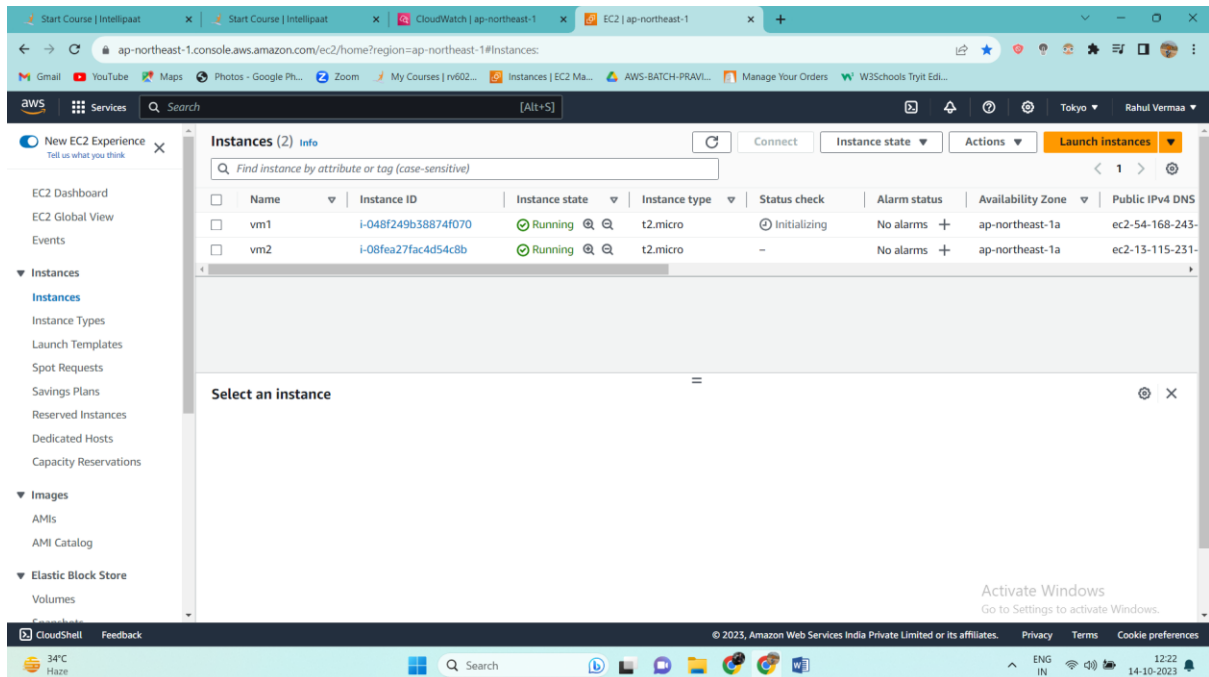 Start Course | Intellipaat Start Course | Intellipaat CloudWatch | ap-northeast-1 EC2 | ap-northeast-1
ap-northeast-1.console.aws.amazon.com/ec2/home?region=ap-northeast-1#Instances:
Gmail YouTube Maps Photos - Google Ph... Zoom My Courses | rv602... Instances | EC2 Ma... AWS-BATCH-PRAVI... Manage Your Orders W3Schools Tryit Edi...
aws Services Search [Alt+S] Tokyo ▼ Rahul Vermaa ▼
New EC2 Experience
Tell us what you think
EC2 Dashboard
EC2 Global View
Events
▼ Instances
Instances
Instance Types
Launch Templates
Spot Requests
Savings Plans
Reserved Instances
Dedicated Hosts
Capacity Reservations
▼ Images
AMIs
AMI Catalog
▼ Elastic Block Store
Volumes
Snapshots
Instances (2) Info Connect Instance state ▼ Actions ▼ Launch instances ▼
Find instance by attribute or tag (case-sensitive) < 1 >
Name Instance ID Instance state Instance type Status check Alarm status Availability Zone Public IPv4 DNS
vm1 i-048f249b38874f070 Running t2.micro Initializing No alarms + ap-northeast-1a ec2-54-168-243-
vm2 i-08fea27fac4d54c8b Running t2.micro – No alarms + ap-northeast-1a ec2-13-115-231-
Select an instance
Activate Windows
Go to Settings to activate Windows.
CloudShell Feedback © 2023, Amazon Web Services India Private Limited or its affiliates. Privacy Terms Cookie preferences
34°C
Haze
Search
ENG
IN
12:22
14-10-2023